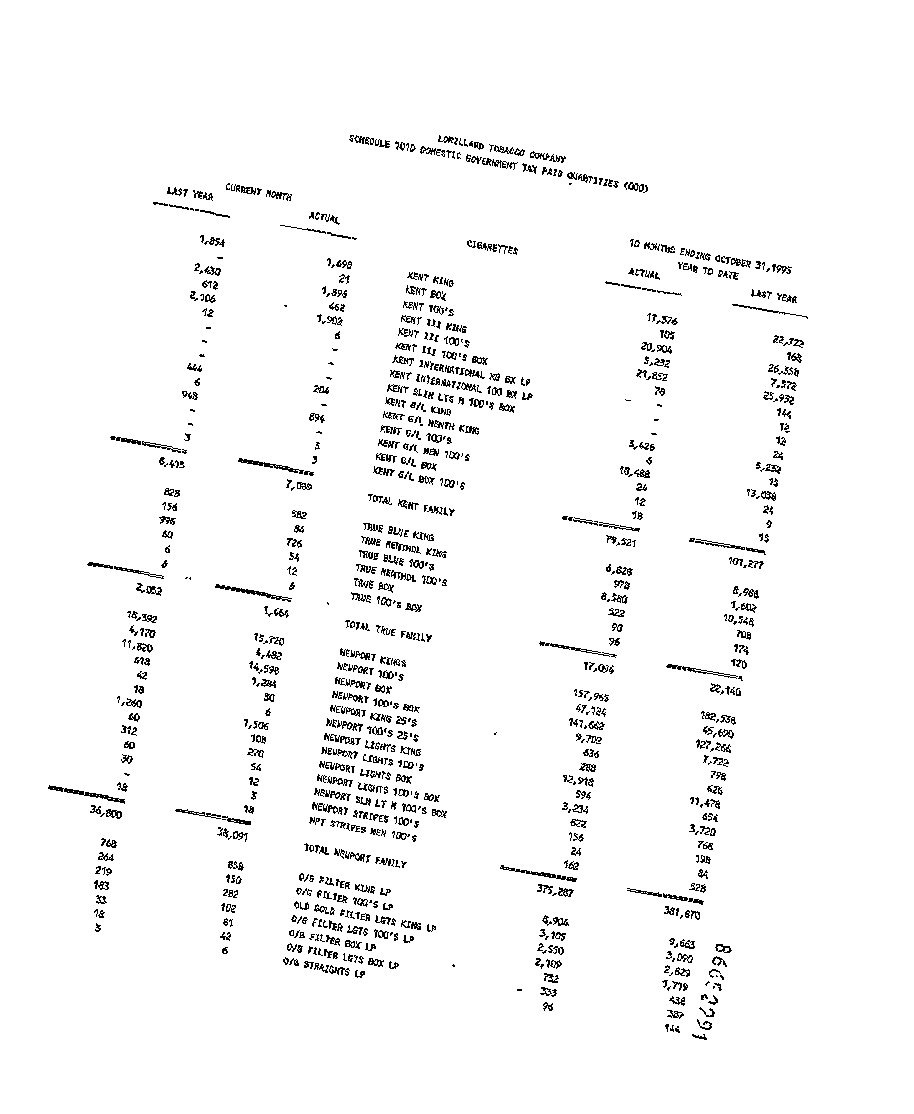 LORILLARD TOBACCO COMPANY
SCHEDULE 201D DOMESTIC GOVERNMENT TAX PAID QUANTITIES (000)
10 MONTHS ENDING OCTOBER 31, 1995
CURRENT MONTH YEAR TO DATE
LAST YEAR ACTUAL CIGARETTES ACTUAL LAST YEAR
1,854 1,698 KENT KING 17,376 22,722
- 21 KENT BOX 105 168
2,430 1,896 KENT 100'S 20,904 26,358
612 462 KENT III KING 5,232 7,572
2,106 1,902 KENT III 100'S 21,852 25,932
12 6 KENT III 100'S BOX 78 144
- - KENT INTERNATIONAL KG BX LP - 12
- - KENT INTERNATIONAL 100 BX LP - 12
- - KENT SLIM LTS M 100'S BOX - 24
444 204 KENT G/L KING 3,426 5,232
6 - KENT G/L MENTH KING 6 15
948 894 KENT G/L 100'S 10,488 13,038
- - KENT G/L MEN 100'S 24 24
- 3 KENT G/L BOX 12 9
3 3 KENT G/L BOX 100'S 18 15
8,415 7,089 TOTAL KENT FAMILY 79,521 101,277
828 582 TRUE BLUE KING 6,828 8,988
156 84 TRUE MENTHOL KING 978 1,602
996 726 TRUE BLUE 100'S 8,580 10,548
60 54 TRUE MENTHOL 100'S 522 708
6 12 TRUE BOX 90 174
6 6 TRUE 100'S BOX 96 120
2,052 1,464 TOTAL TRUE FAMILY 17,094 22,140
18,392 15,720 NEWPORT KINGS 157,965 182,538
4,170 4,482 NEWPORT 100'S 47,124 45,690
11,820 14,598 NEWPORT BOX 141,662 127,266
618 1,284 NEWPORT 100'S BOX 9,702 7,722
42 30 NEWPORT KING 25'S 636 798
18 6 NEWPORT 100'S 25'S 288 426
1,260 1,506 NEWPORT LIGHTS KING 12,918 11,478
60 108 NEWPORT LIGHTS 100'S 594 654
312 270 NEWPORT LIGHTS BOX 3,234 3,720
60 54 NEWPORT LIGHTS 100'S BOX 822 768
30 12 NEWPORT SLM LT M 100'S BOX 156 198
- 3 NEWPORT STRIPES 100'S 24 84
18 18 NPT STRIPES MEN 100'S 162 528
36,800 38,091 TOTAL NEWPORT FAMILY 375,287 381,870
768 858 O/G FILTER KING LP 8,904 9,663
264 150 O/G FILTER 100'S LP 3,105 3,090
219 282 OLD GOLD FILTER LGTS KING LP 2,550 2,829
183 102 O/G FILTER LGTS 100'S LP 2,109 1,779
33 81 O/G FILTER BOX LP 732 438
18 42 O/G FILTER LGTS BOX LP 333 387
3 6 O/G STRAIGHTS LP 96 144
86652791